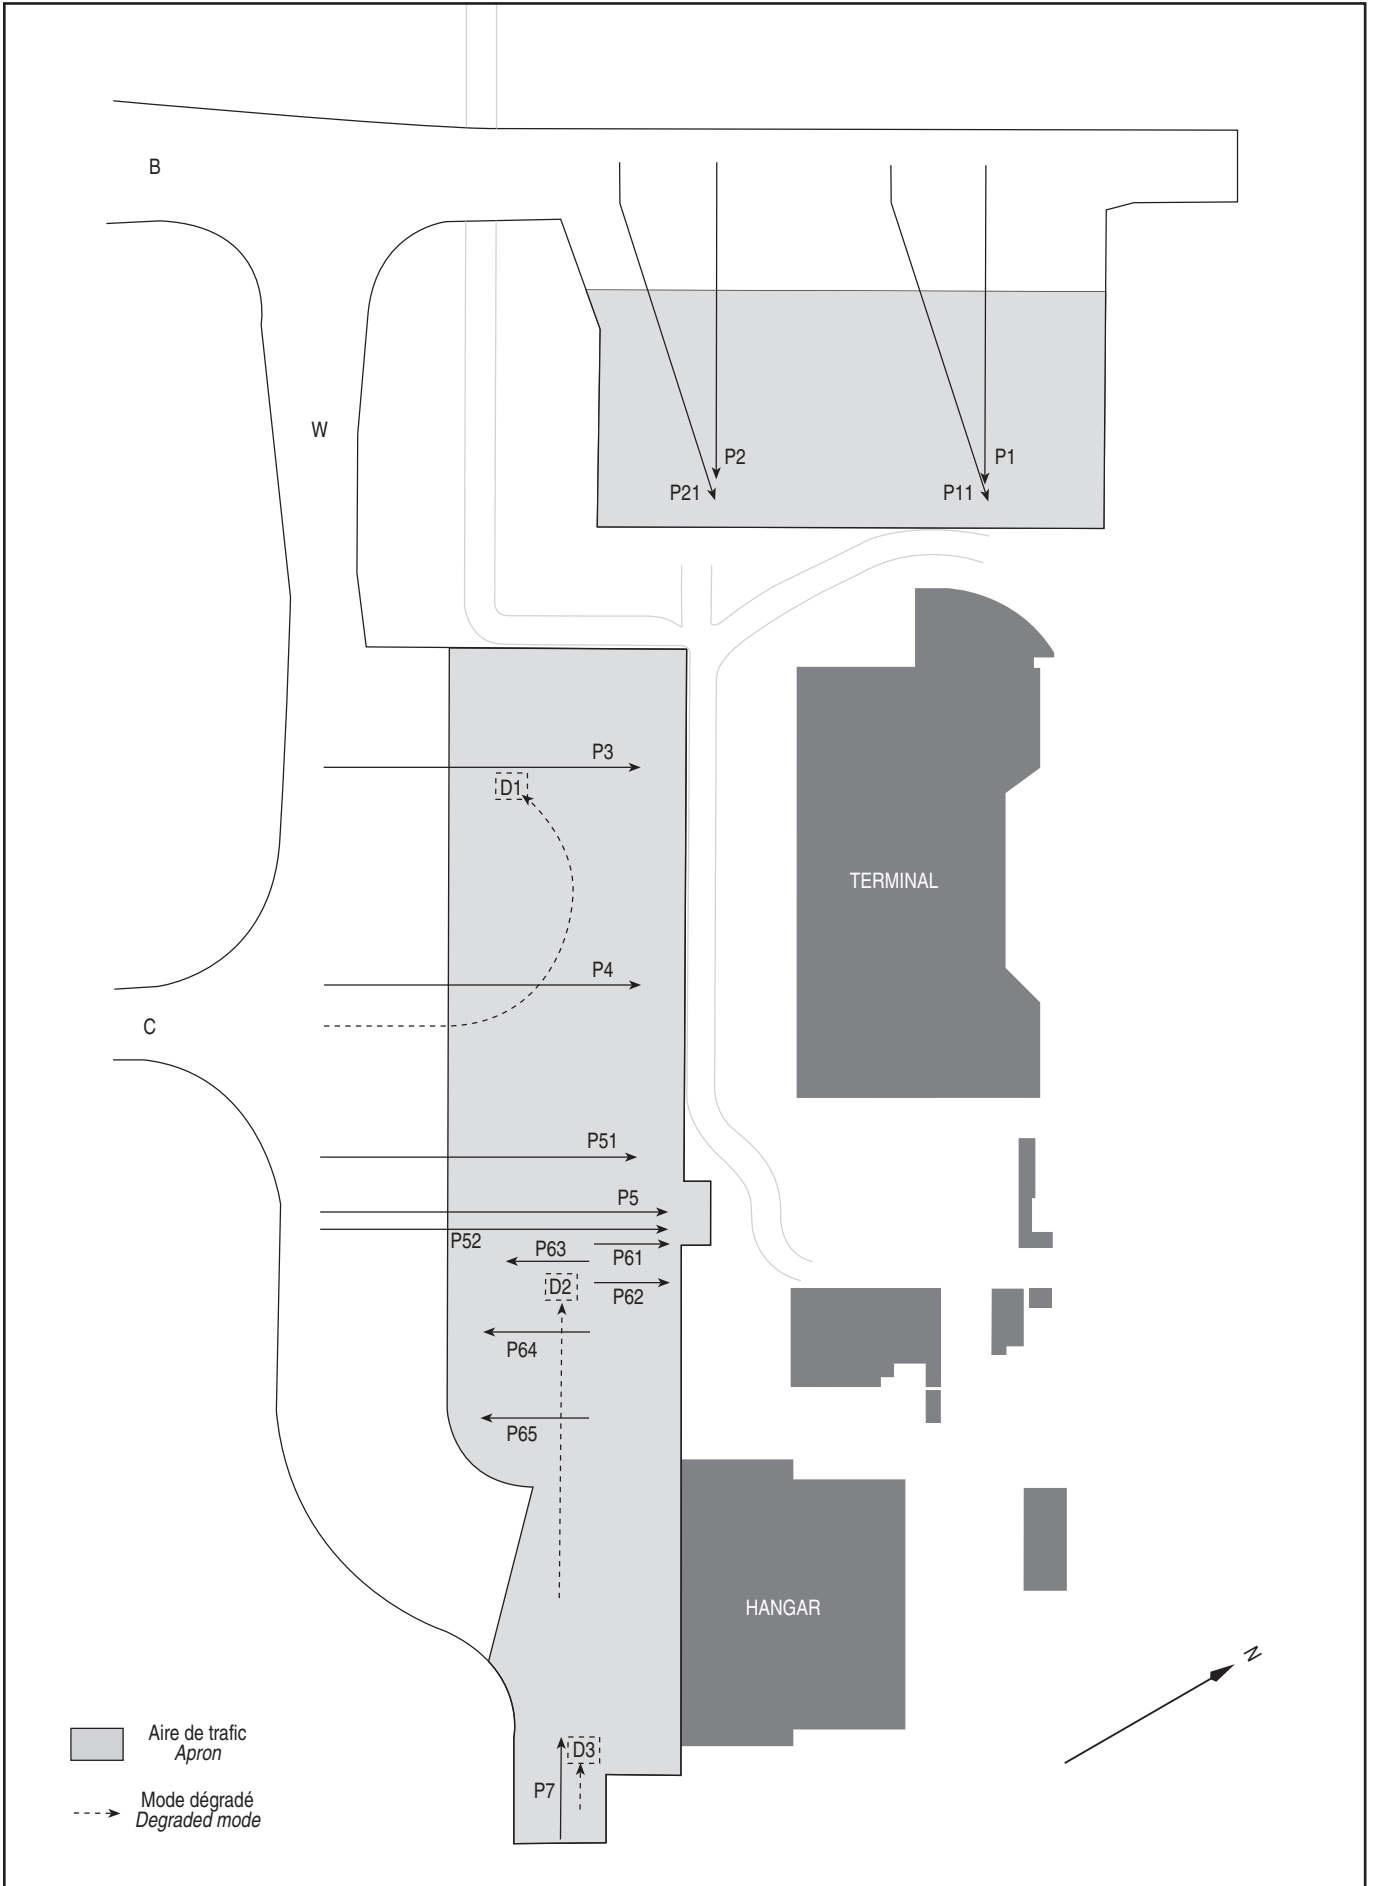 B
W
P2
P1
P21
P11
P3
D1
TERMINAL
P4
C
P51
P5
P52
P63
P61
D2
P62
P64
P65
HANGAR
N
Aire de trafic
Apron
D3
P7
Mode dégradé
Degraded mode